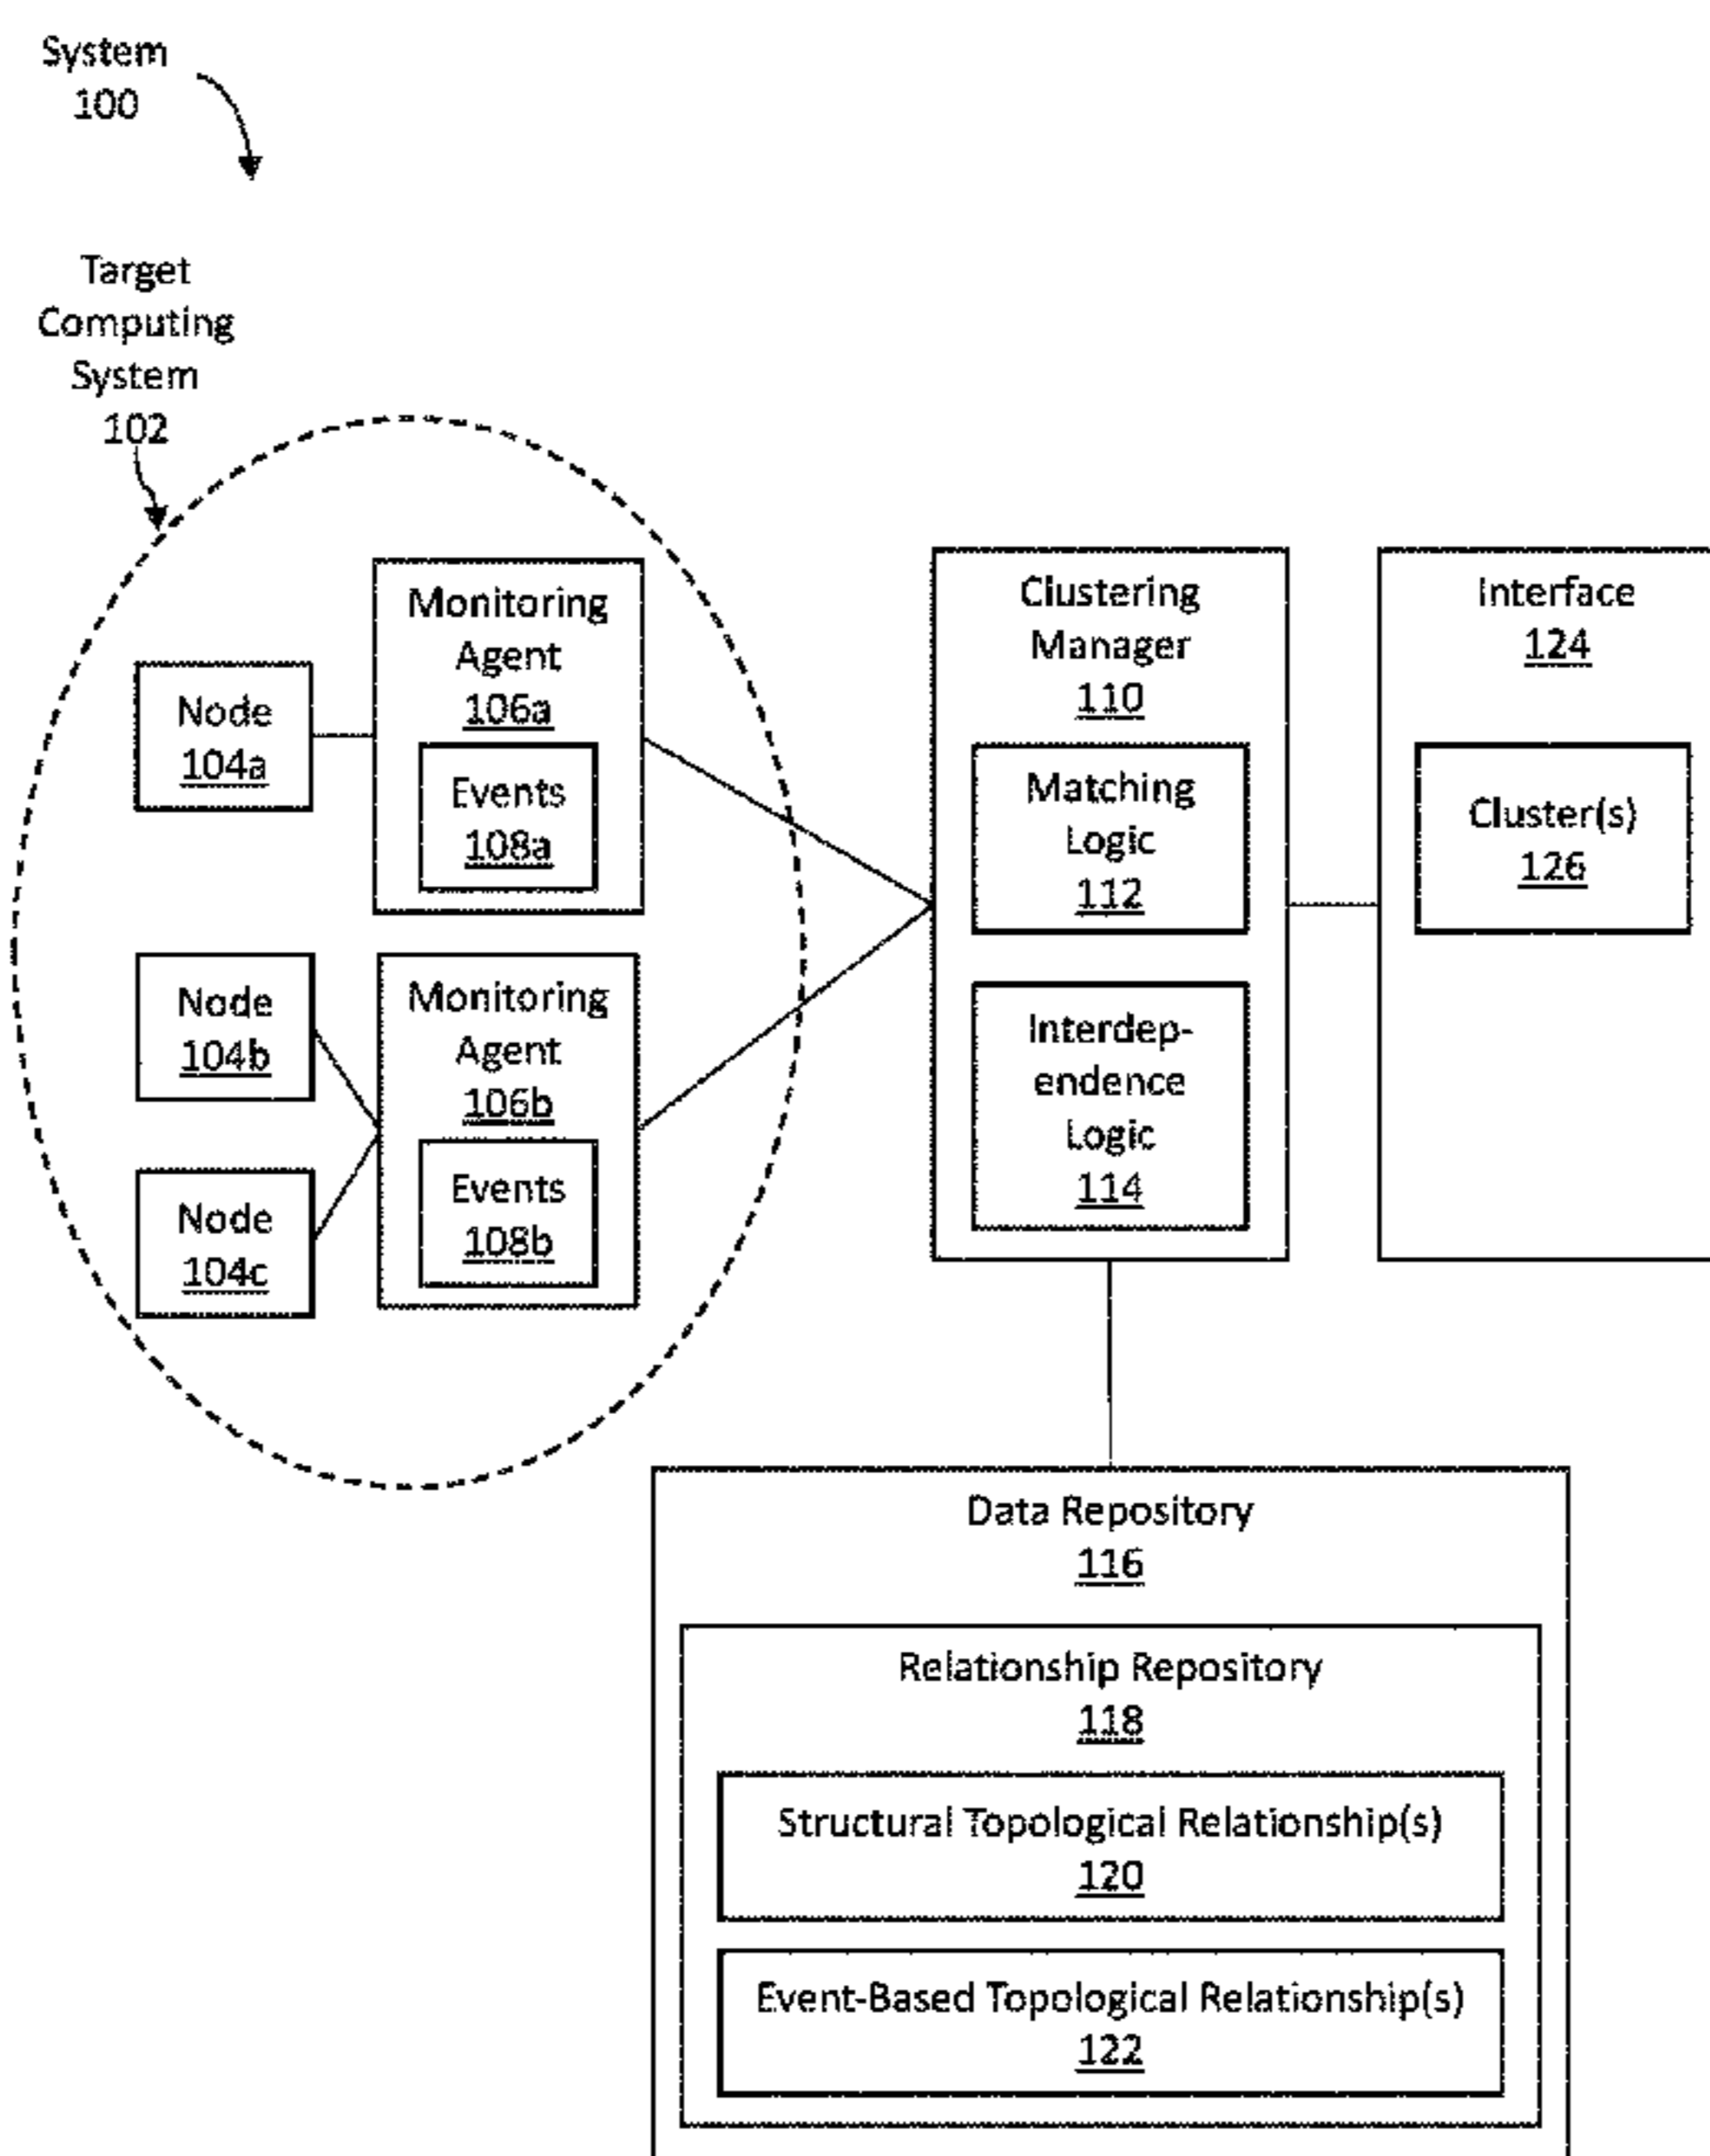 System
100
Target
Computing
System
102
Monitoring
Agent
106a
Node
104a
Events
108a
Node
104b
Monitoring
Agent
106b
Node
104c
Events
108b
Clustering
Manager
110
Matching
Logic
112
Interdep-
endence
Logic
114
Interface
124
Cluster(s)
126
Data Repository
116
Relationship Repository
118
Structural Topological Relationship(s)
120
Event-Based Topological Relationship(s)
122